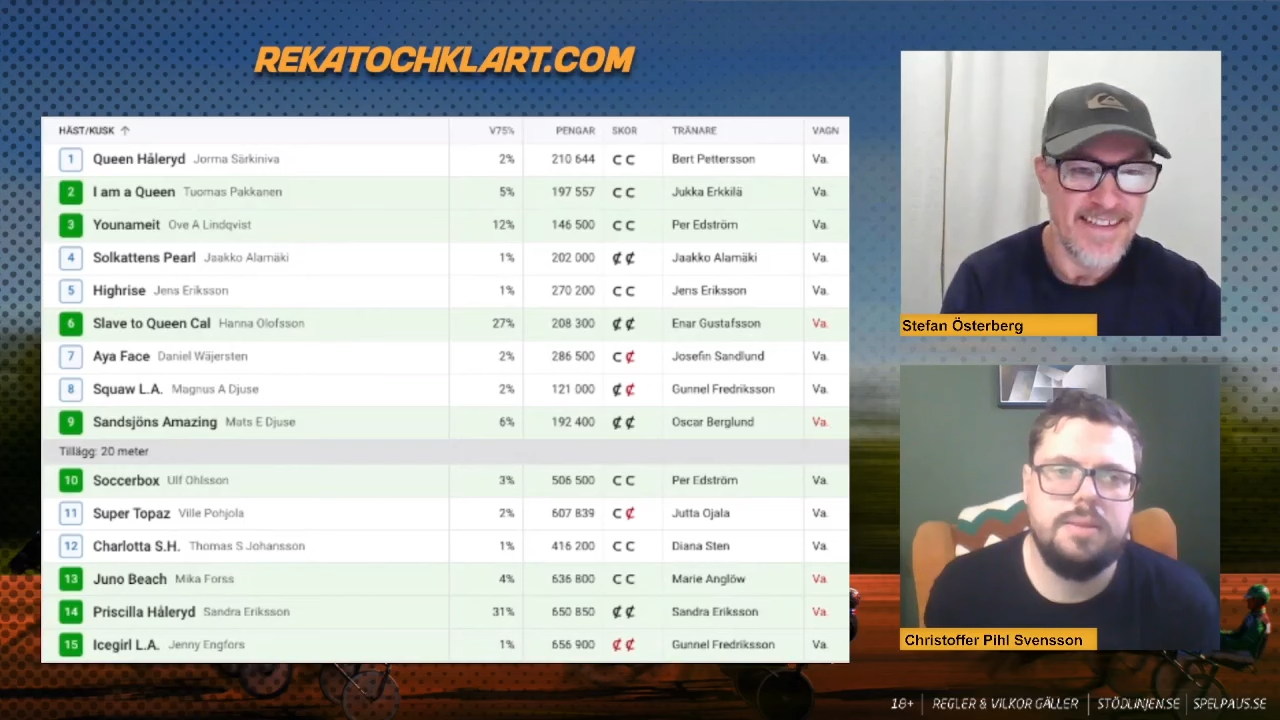 REKATOCHKLART.COM
HÄST/KUSK ↑ V75% PENGAR SKOR TRÄNARE VAGN
1 Queen Håleryd Jorma Särkiniva 2% 210 644 C C Bert Pettersson Va.
2 I am a Queen Tuomas Pakkanen 5% 197 557 C C Jukka Erkkilä Va.
3 Younameit Ove A Lindqvist 12% 146 500 C C Per Edström Va.
4 Solkattens Pearl Jaakko Alamäki 1% 202 000 ₵ ₵ Jaakko Alamäki Va.
5 Highrise Jens Eriksson 1% 270 200 C C Jens Eriksson Va.
6 Slave to Queen Cal Hanna Olofsson 27% 208 300 ₵ ₵ Enar Gustafsson Va.
7 Aya Face Daniel Wäjersten 2% 286 500 C ₵ Josefin Sandlund Va.
8 Squaw L.A. Magnus A Djuse 2% 121 000 ₵ ₵ Gunnel Fredriksson Va.
9 Sandsjöns Amazing Mats E Djuse 6% 192 400 ₵ ₵ Oscar Berglund Va.
Tillägg: 20 meter
10 Soccerbox Ulf Ohlsson 3% 506 500 C C Per Edström Va.
11 Super Topaz Ville Pohjola 2% 607 839 C ₵ Jutta Ojala Va.
12 Charlotta S.H. Thomas S Johansson 1% 416 200 C C Diana Sten Va.
13 Juno Beach Mika Forss 4% 636 800 C C Marie Anglöw Va.
14 Priscilla Håleryd Sandra Eriksson 31% 650 850 ₵ ₵ Sandra Eriksson Va.
15 Icegirl L.A. Jenny Engfors 1% 656 900 ₵ ₵ Gunnel Fredriksson Va.
Stefan Österberg
Christoffer Pihl Svensson
18+ | REGLER & VILKOR GÄLLER | STÖDLINJEN.SE | SPELPAUS.SE